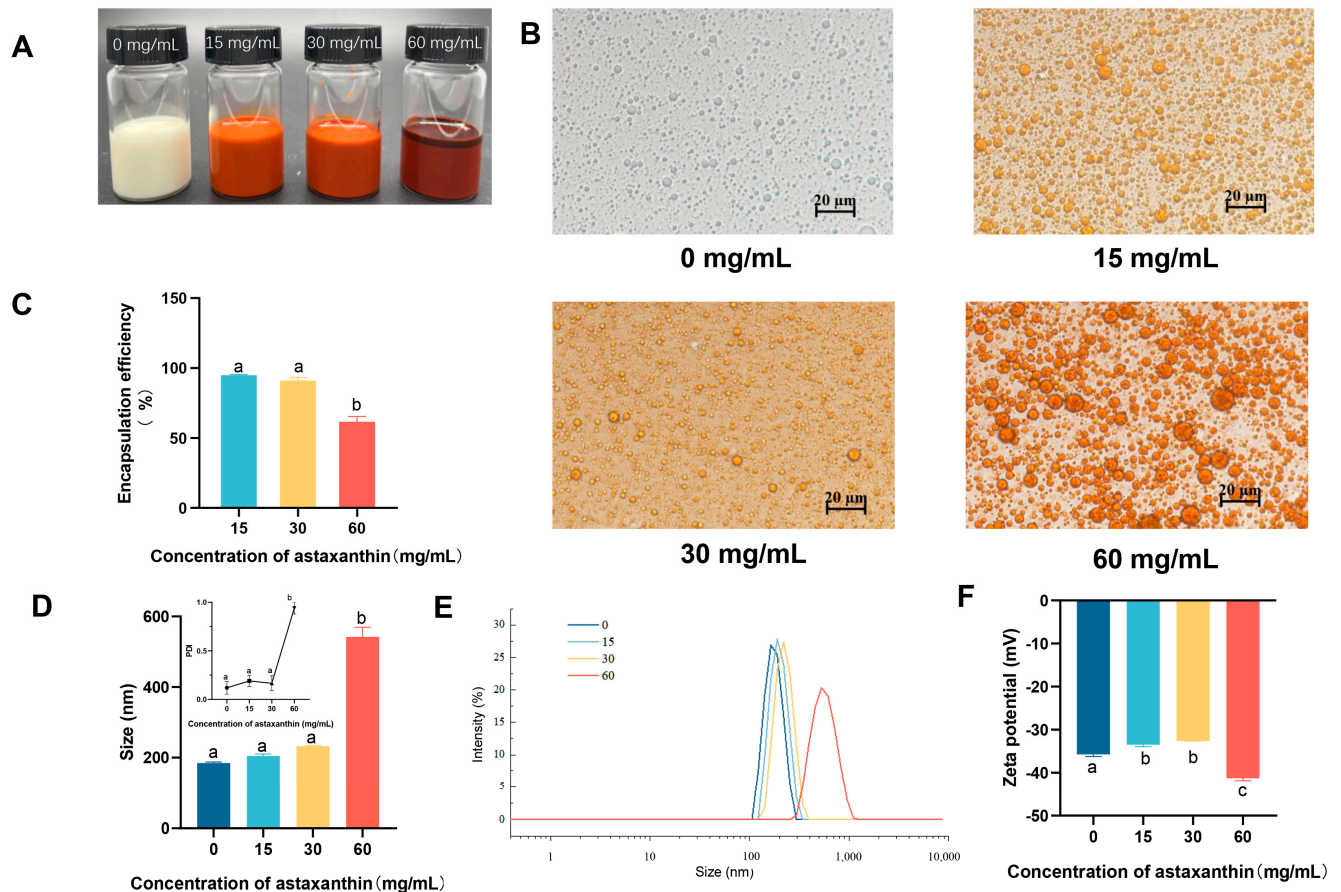 A
0 mg/mL
15 mg/mL
30 mg/mL
60 mg/mL
B
20 μm
0 mg/mL
20 μm
15 mg/mL
20 μm
30 mg/mL
20 μm
60 mg/mL
C
Encapsulation efficiency
（%）
150
100
50
0
a
a
b
15
30
60
Concentration of astaxanthin（mg/mL）
D
Size (nm)
600
400
200
0
a
a
a
b
0
15
30
60
Concentration of astaxanthin（mg/mL）
PDI
1.0
0.5
0.0
a
a
a
b
0
15
30
60
Concentration of astaxanthin (mg/mL)
E
Intensity (%)
30
25
20
15
10
5
0
0
15
30
60
1
10
100
1,000
10,000
Size (nm)
F
Zeta potential (mV)
0
-10
-20
-30
-40
-50
a
b
b
c
0
15
30
60
Concentration of astaxanthin（mg/mL）